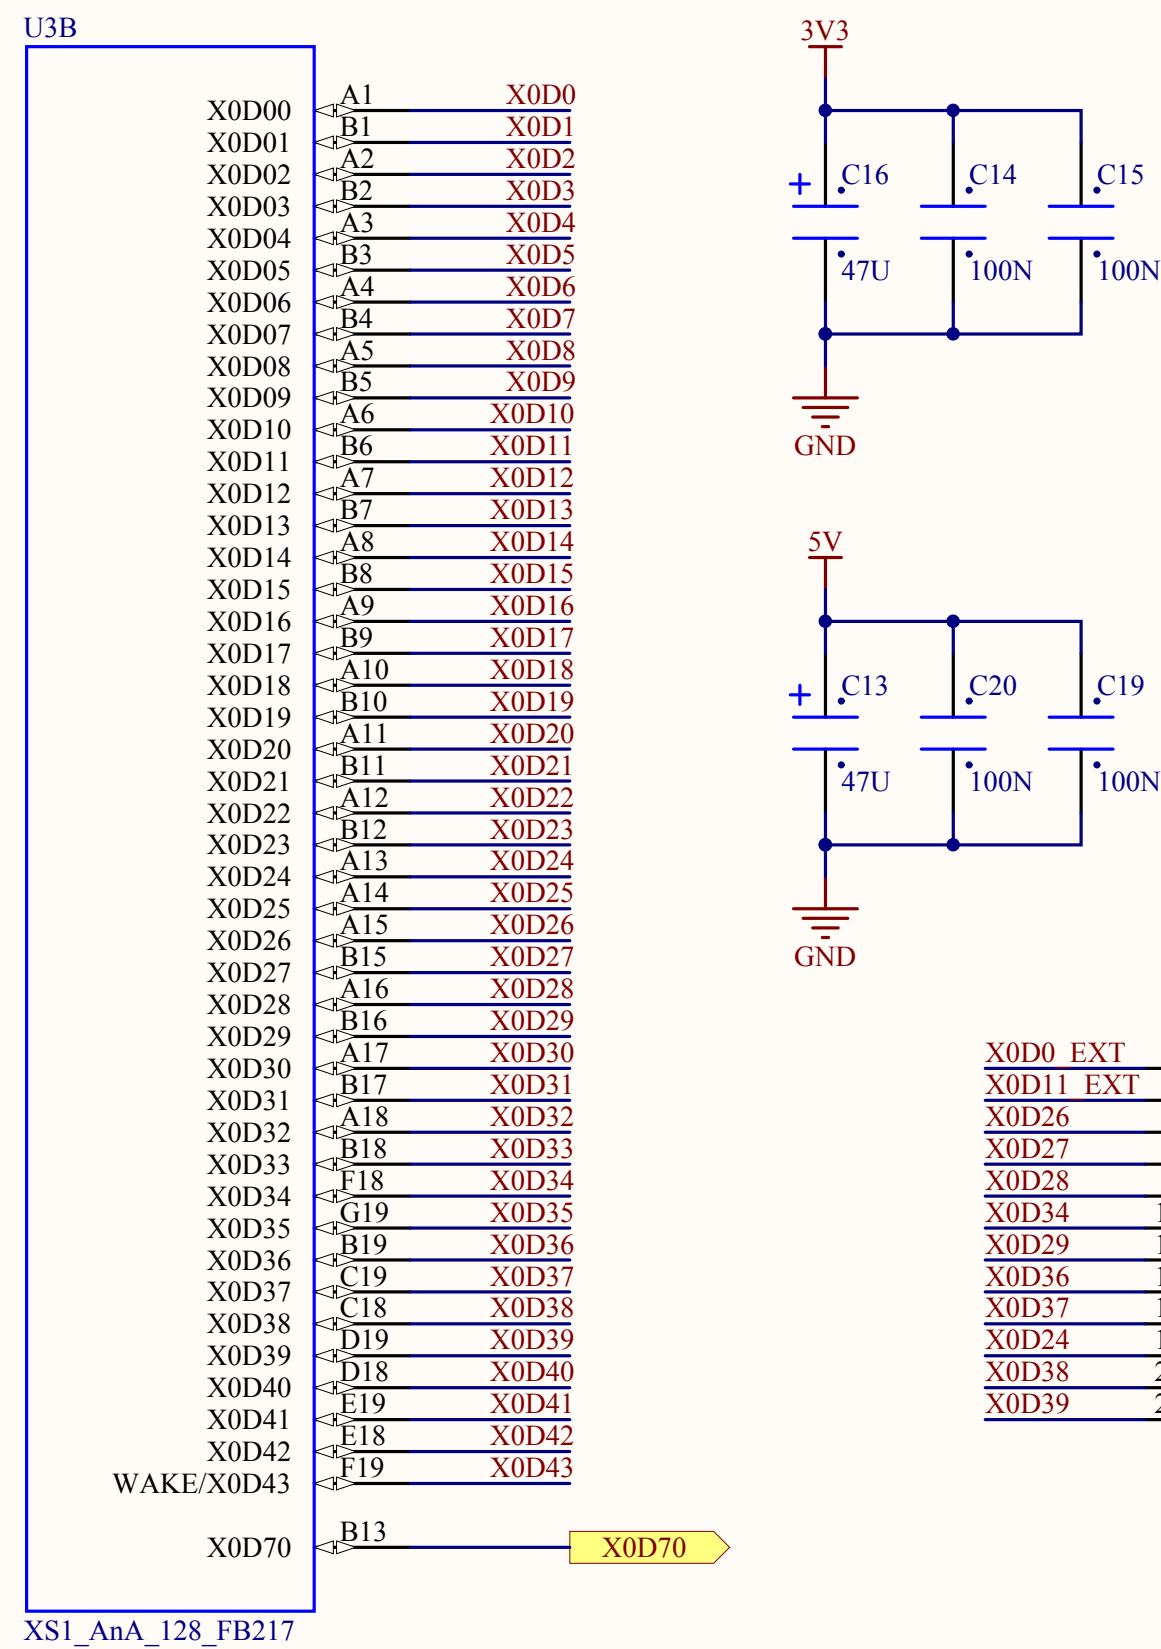 U3B
X0D00 A1 X0D0
X0D01 B1 X0D1
X0D02 A2 X0D2
X0D03 B2 X0D3
X0D04 A3 X0D4
X0D05 B3 X0D5
X0D06 A4 X0D6
X0D07 B4 X0D7
X0D08 A5 X0D8
X0D09 B5 X0D9
X0D10 A6 X0D10
X0D11 B6 X0D11
X0D12 A7 X0D12
X0D13 B7 X0D13
X0D14 A8 X0D14
X0D15 B8 X0D15
X0D16 A9 X0D16
X0D17 B9 X0D17
X0D18 A10 X0D18
X0D19 B10 X0D19
X0D20 A11 X0D20
X0D21 B11 X0D21
X0D22 A12 X0D22
X0D23 B12 X0D23
X0D24 A13 X0D24
X0D25 A14 X0D25
X0D26 A15 X0D26
X0D27 B15 X0D27
X0D28 A16 X0D28
X0D29 B16 X0D29
X0D30 A17 X0D30
X0D31 B17 X0D31
X0D32 A18 X0D32
X0D33 B18 X0D33
X0D34 F18 X0D34
X0D35 G19 X0D35
X0D36 B19 X0D36
X0D37 C19 X0D37
X0D38 C18 X0D38
X0D39 D19 X0D39
X0D40 D18 X0D40
X0D41 E19 X0D41
X0D42 E18 X0D42
WAKE/X0D43 F19 X0D43
X0D70 B13 X0D70
XS1_AnA_128_FB217
3V3
+ C16 C14 C15
47U 100N 100N
GND
5V
+ C13 C20 C19
47U 100N 100N
GND
X0D0_EXT
X0D11_EXT
X0D26
X0D27
X0D28
X0D34
X0D29
X0D36
X0D37
X0D24
X0D38
X0D39